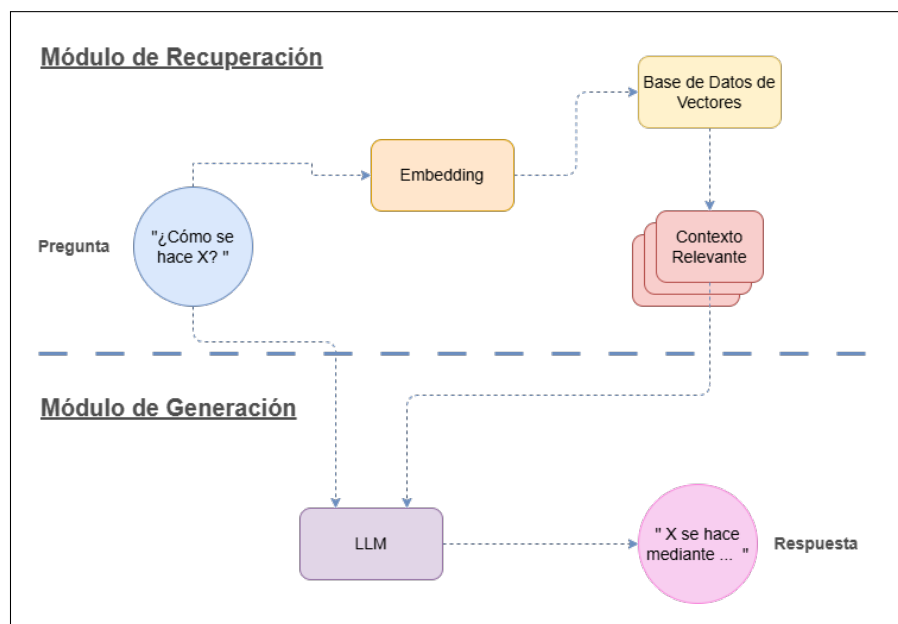 Módulo de Recuperación
Base de Datos de
Vectores
Embedding
Pregunta
"¿Cómo se
hace X? "
Contexto
Relevante
Módulo de Generación
LLM
" X se hace
mediante ... "
Respuesta